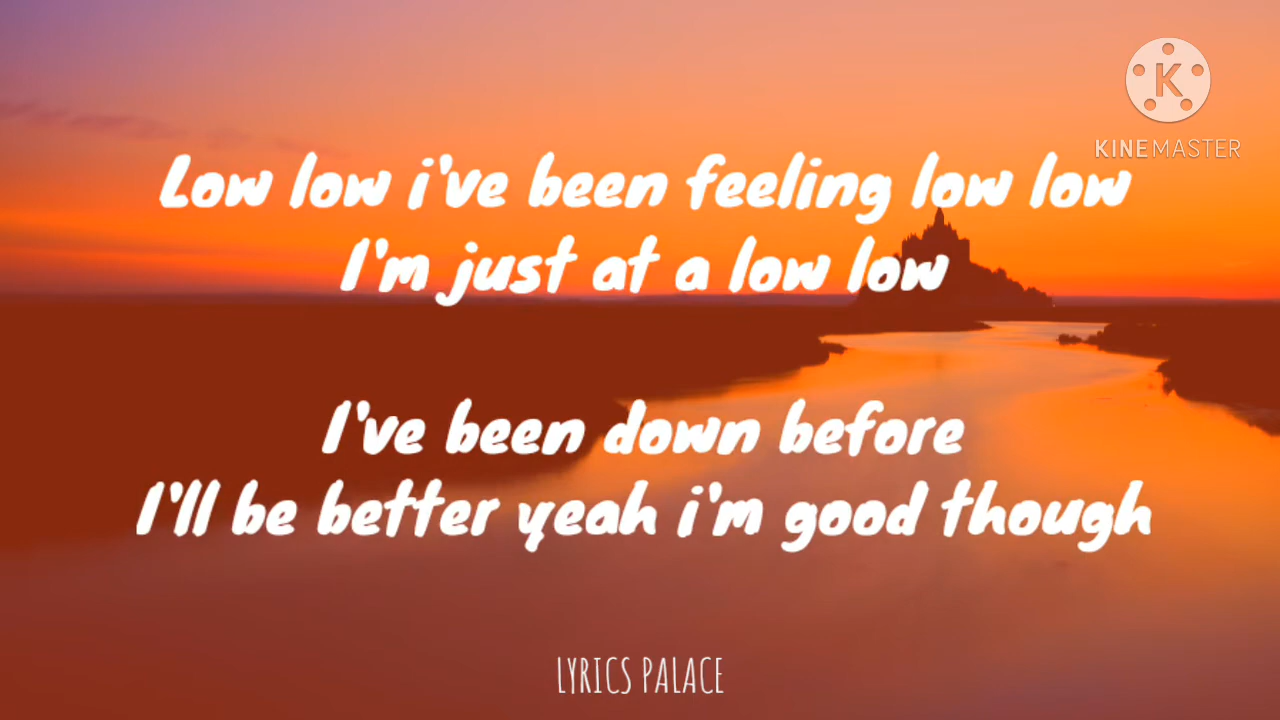 KINEMASTER
Low low i've been feeling low low
I'm just at a low low
I've been down before
I'll be better yeah i'm good though
LYRICS PALACE